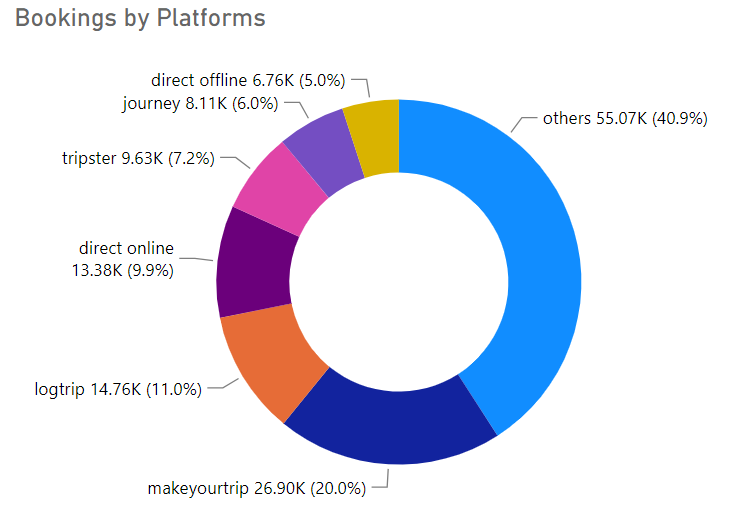 Bookings by Platforms
direct offline 6.76K (5.0%)
journey 8.11K (6.0%)
others 55.07K (40.9%)
tripster 9.63K (7.2%)
direct online
13.38K (9.9%)
logtrip 14.76K (11.0%)
makeyourtrip 26.90K (20.0%)